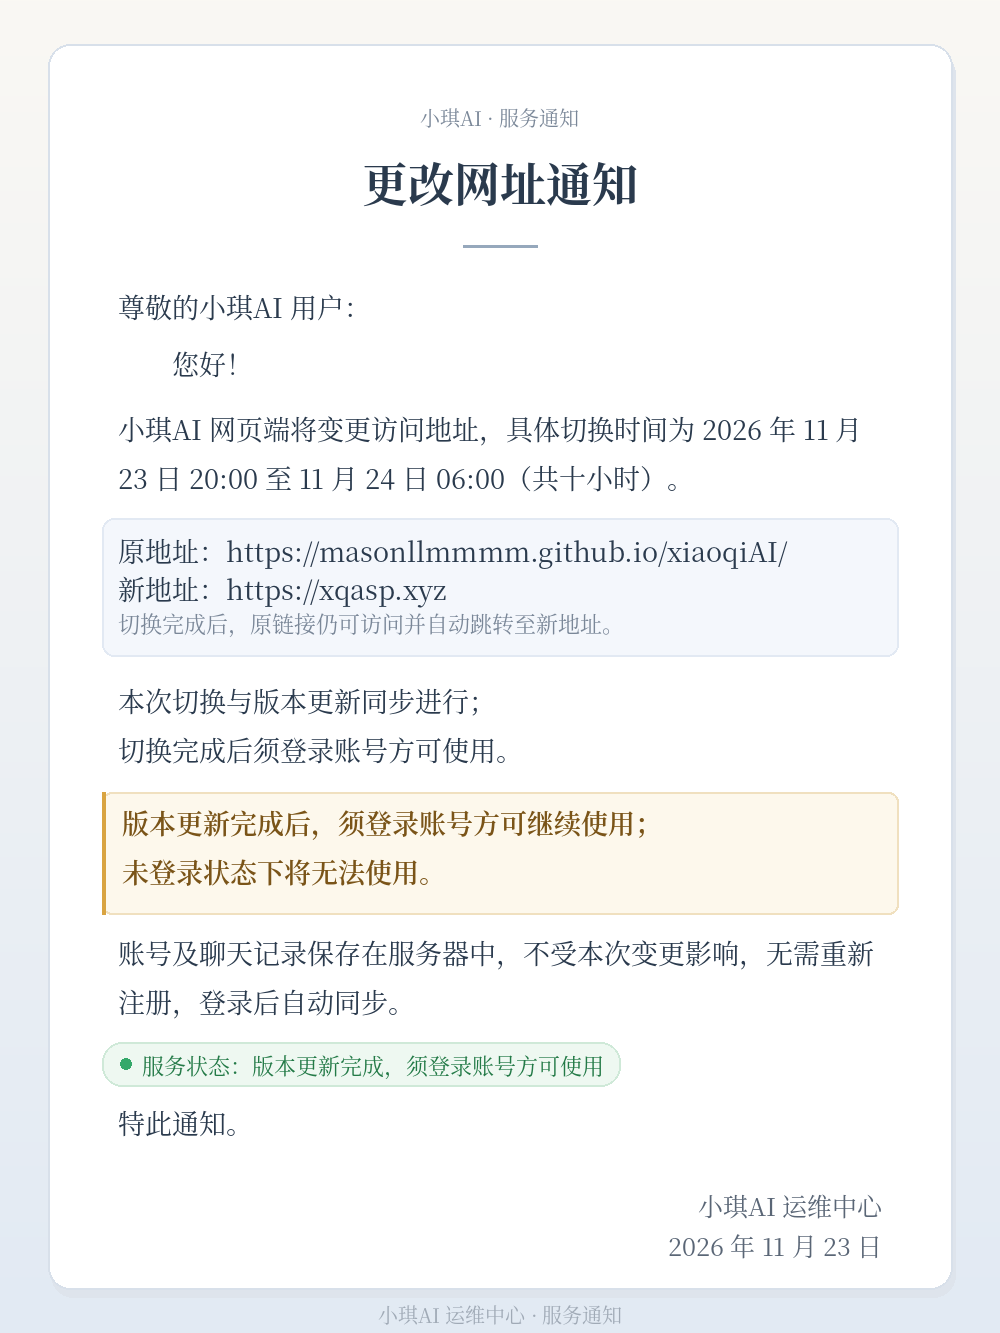 小琪AI · 服务通知
更改网址通知
尊敬的小琪AI 用户：
您好！
小琪AI 网页端将变更访问地址，具体切换时间为 2026 年 11 月
23 日 20:00 至 11 月 24 日 06:00（共十小时）。
原地址：https://masonllmmmm.github.io/xiaoqiAI/
新地址：https://xqasp.xyz
切换完成后，原链接仍可访问并自动跳转至新地址。
本次切换与版本更新同步进行；
切换完成后须登录账号方可使用。
版本更新完成后，须登录账号方可继续使用；
未登录状态下将无法使用。
账号及聊天记录保存在服务器中，不受本次变更影响，无需重新
注册，登录后自动同步。
服务状态：版本更新完成，须登录账号方可使用
特此通知。
小琪AI 运维中心
2026 年 11 月 23 日
小琪AI 运维中心 · 服务通知